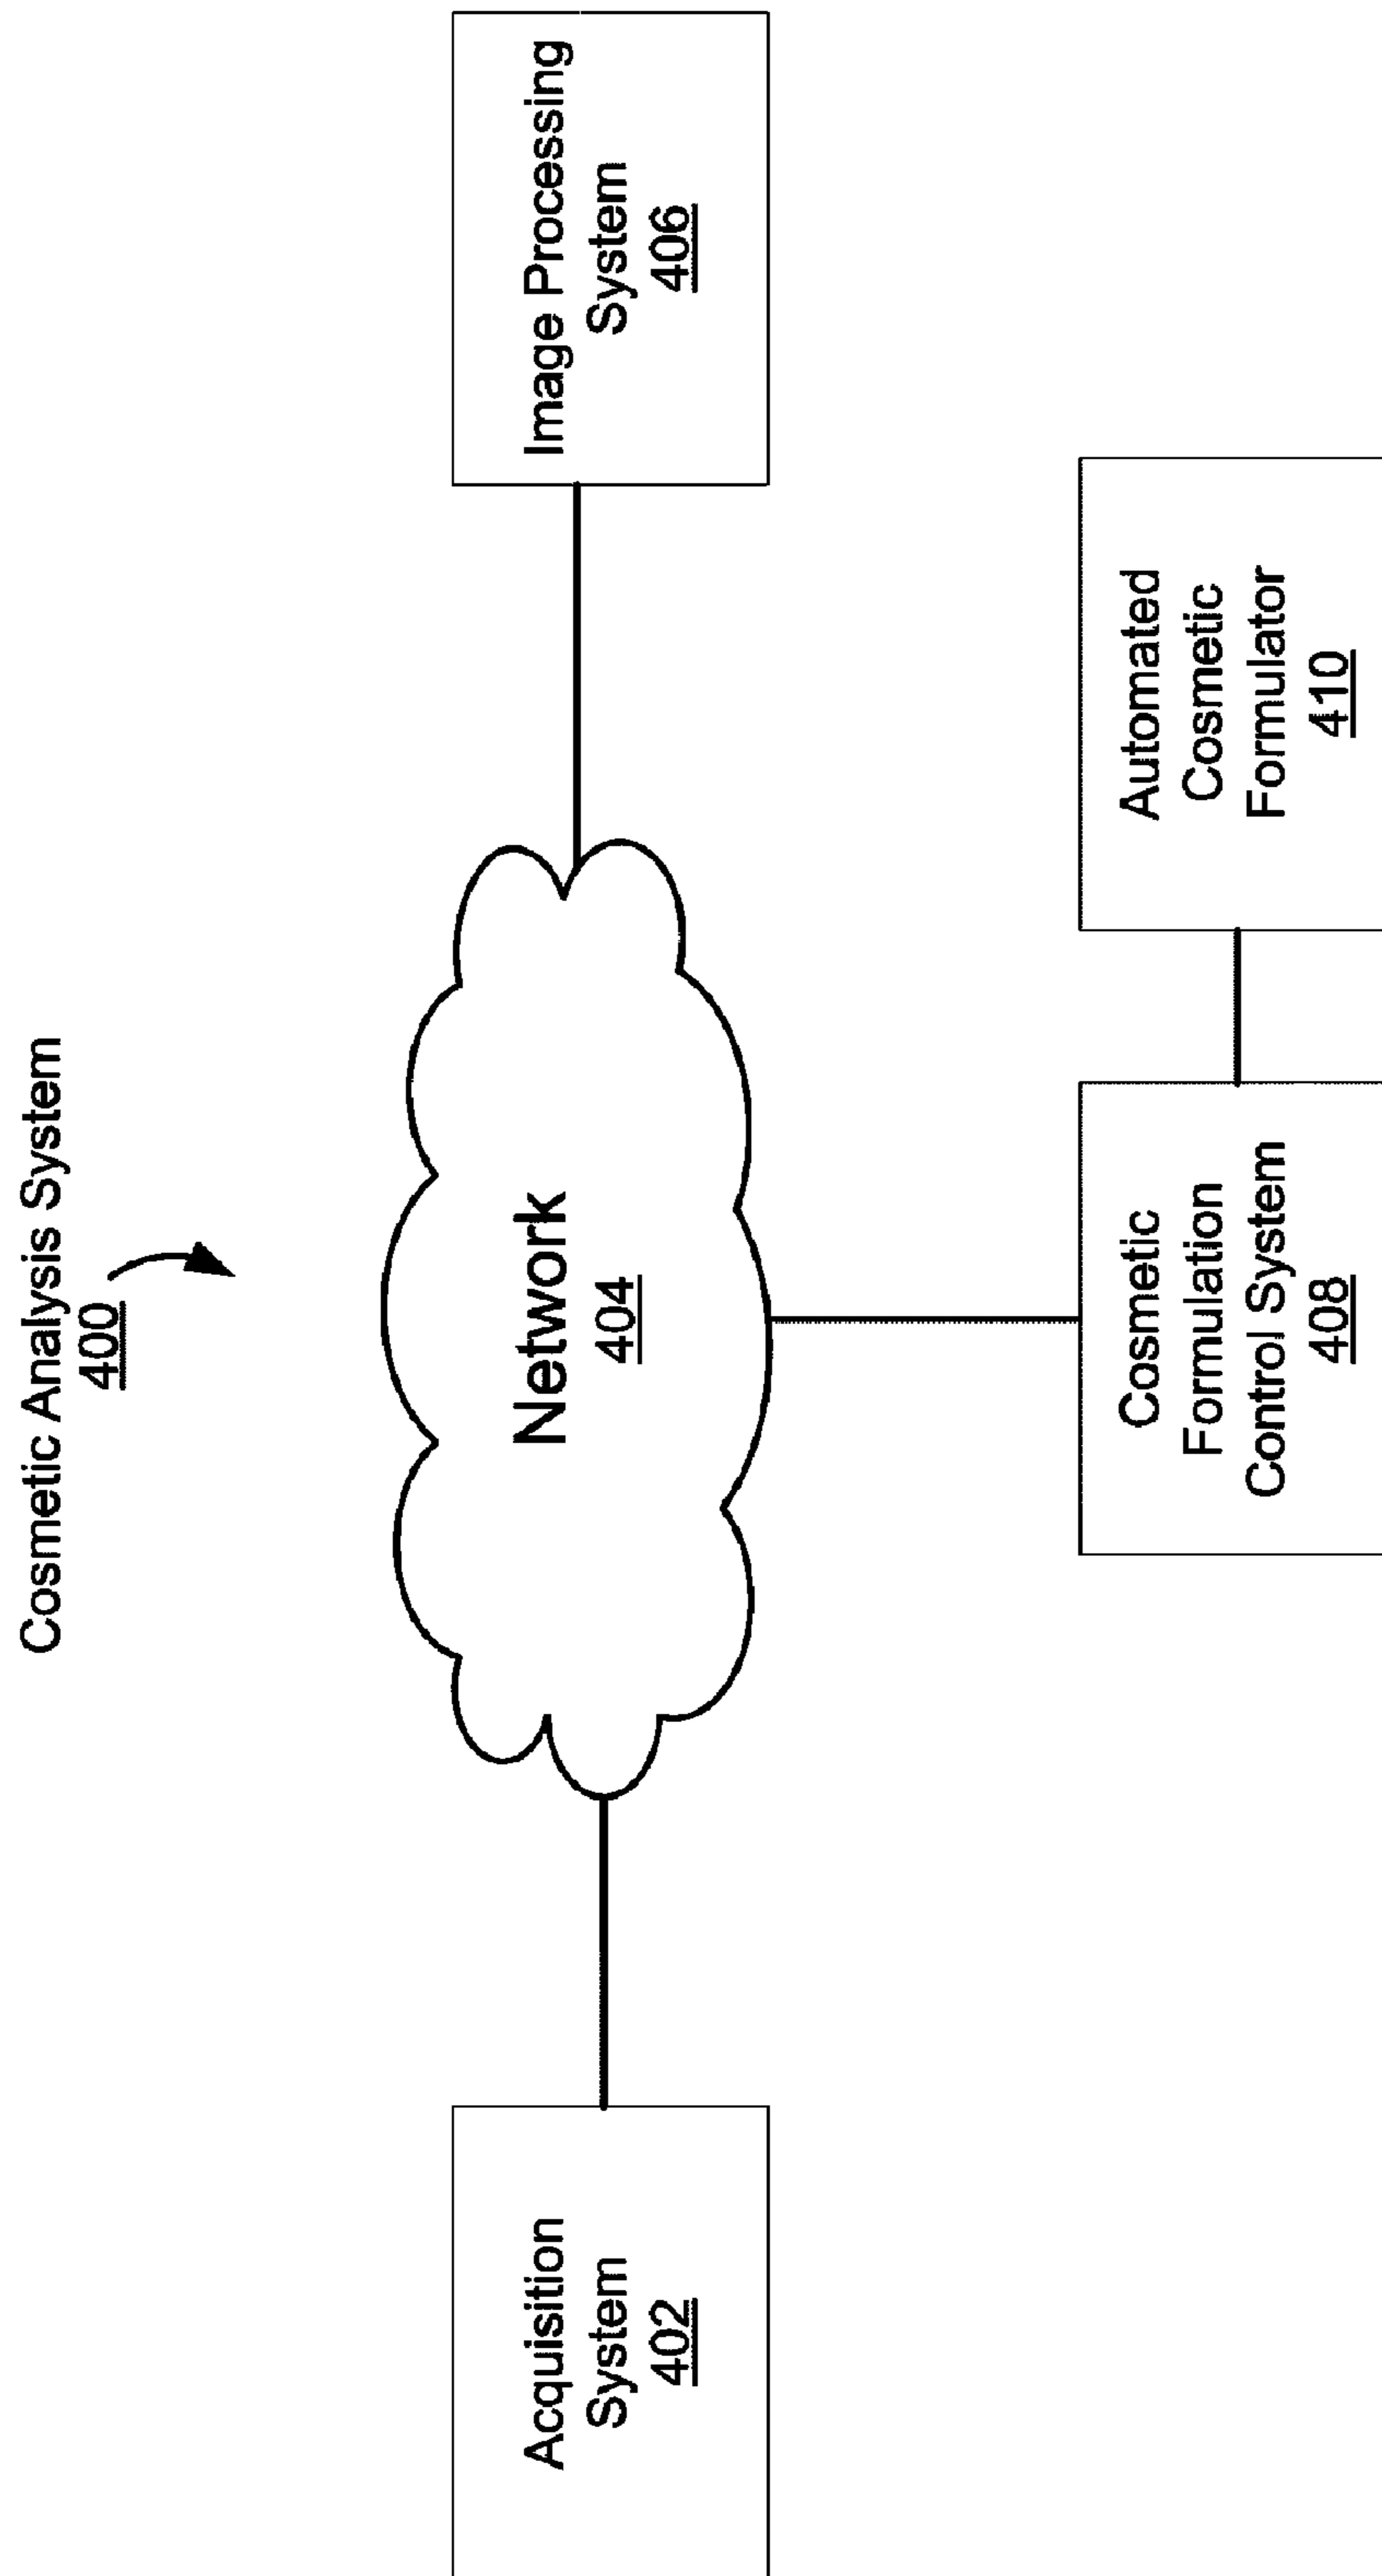 Cosmetic Analysis System
400
Acquisition
System
402
Network
404
Image Processing
System
406
Cosmetic
Formulation
Control System
408
Automated
Cosmetic
Formulator
410